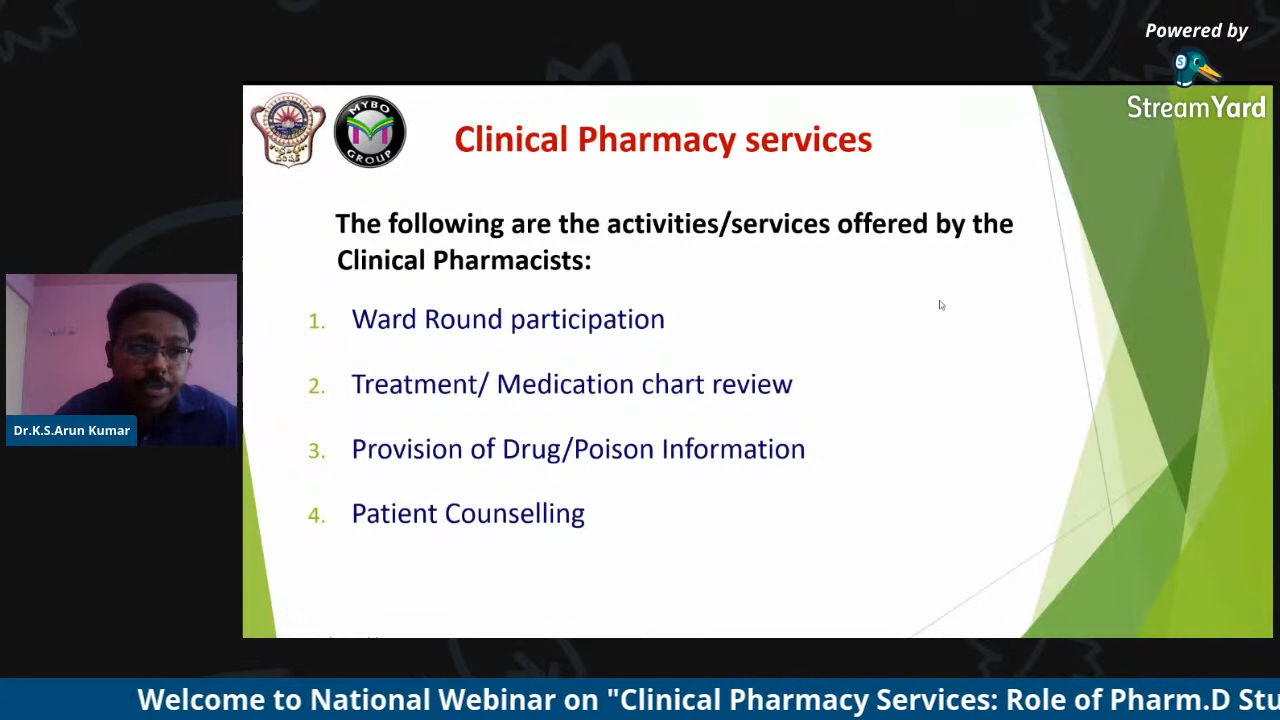 Powered by
StreamYard
MYBO
GROUP
Clinical Pharmacy services
The following are the activities/services offered by the
Clinical Pharmacists:
1. Ward Round participation
2. Treatment/ Medication chart review
3. Provision of Drug/Poison Information
4. Patient Counselling
Dr.K.S.Arun Kumar
Welcome to National Webinar on "Clinical Pharmacy Services: Role of Pharm.D Stu